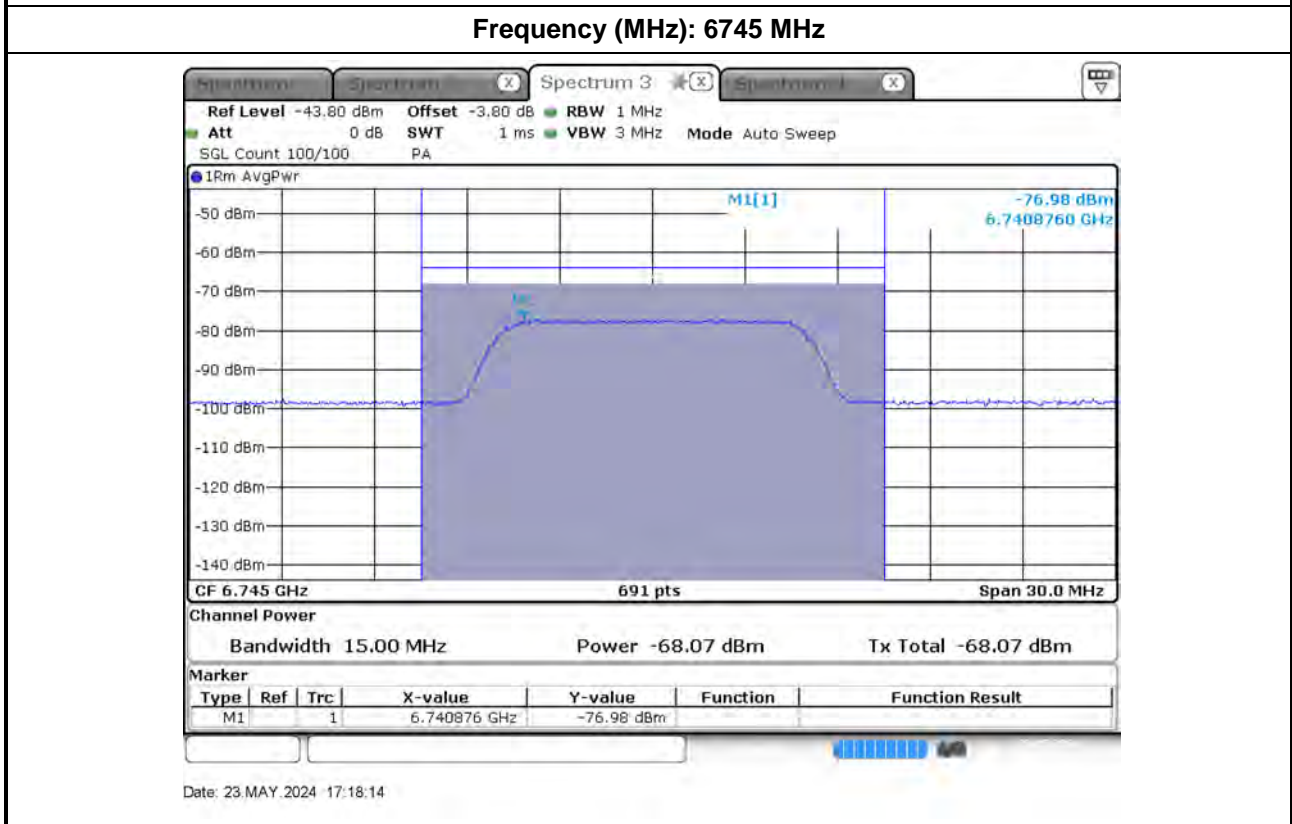 Frequency (MHz): 6745 MHz
Spectrum 3
Ref Level -43.80 dBm Offset -3.80 dB RBW 1 MHz
Att 0 dB SWT 1 ms VBW 3 MHz Mode Auto Sweep
SGL Count 100/100 PA
1Rm AvgPwr
M1[1] -76.98 dBm
6.7408760 GHz
-50 dBm
-60 dBm
-70 dBm
-80 dBm
-90 dBm
-100 dBm
-110 dBm
-120 dBm
-130 dBm
-140 dBm
CF 6.745 GHz 691 pts Span 30.0 MHz
Channel Power
Bandwidth 15.00 MHz Power -68.07 dBm Tx Total -68.07 dBm
Marker
Type Ref Trc X-value Y-value Function Function Result
M1 1 6.740876 GHz -76.98 dBm
Date: 23.MAY.2024 17:18:14